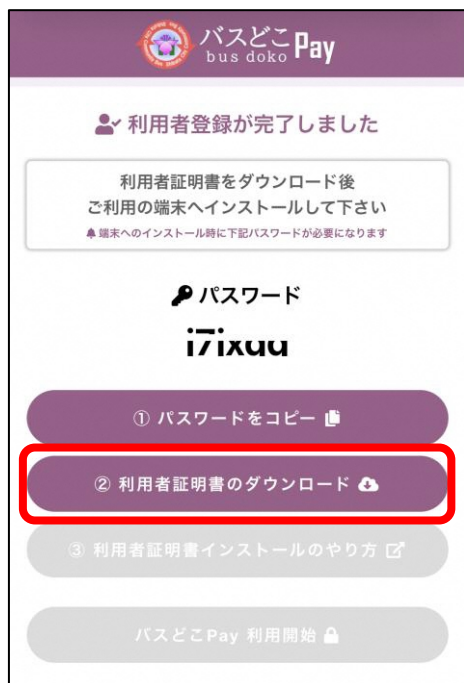 バスどこ Pay
bus doko
利用者登録が完了しました
利用者証明書をダウンロード後
ご利用の端末へインストールして下さい
端末へのインストール時に下記パスワードが必要になります
パスワード
① パスワードをコピー
② 利用者証明書のダウンロード
③ 利用者証明書インストールのやり方
バスどこPay 利用開始